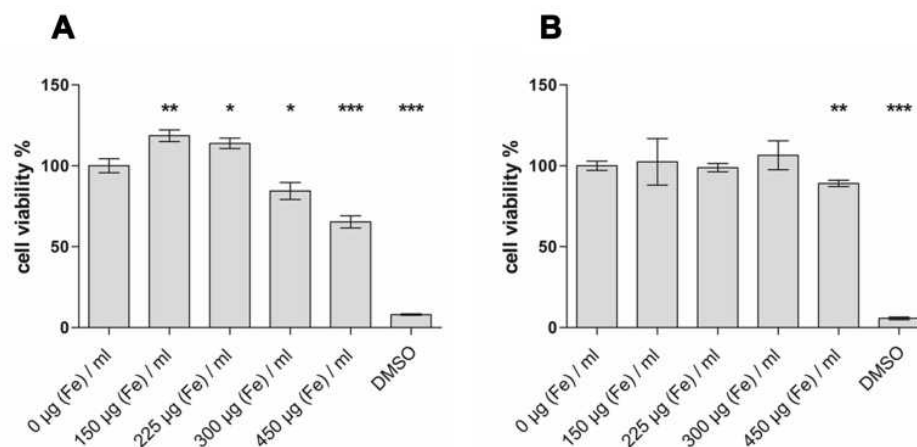 A
B
cell viability %
150
100
50
0
** * * *** ***
0 µg (Fe) / ml
150 µg (Fe) / ml
225 µg (Fe) / ml
300 µg (Fe) / ml
450 µg (Fe) / ml
DMSO
cell viability %
150
100
50
0
** ***
0 µg (Fe) / ml
150 µg (Fe) / ml
225 µg (Fe) / ml
300 µg (Fe) / ml
450 µg (Fe) / ml
DMSO